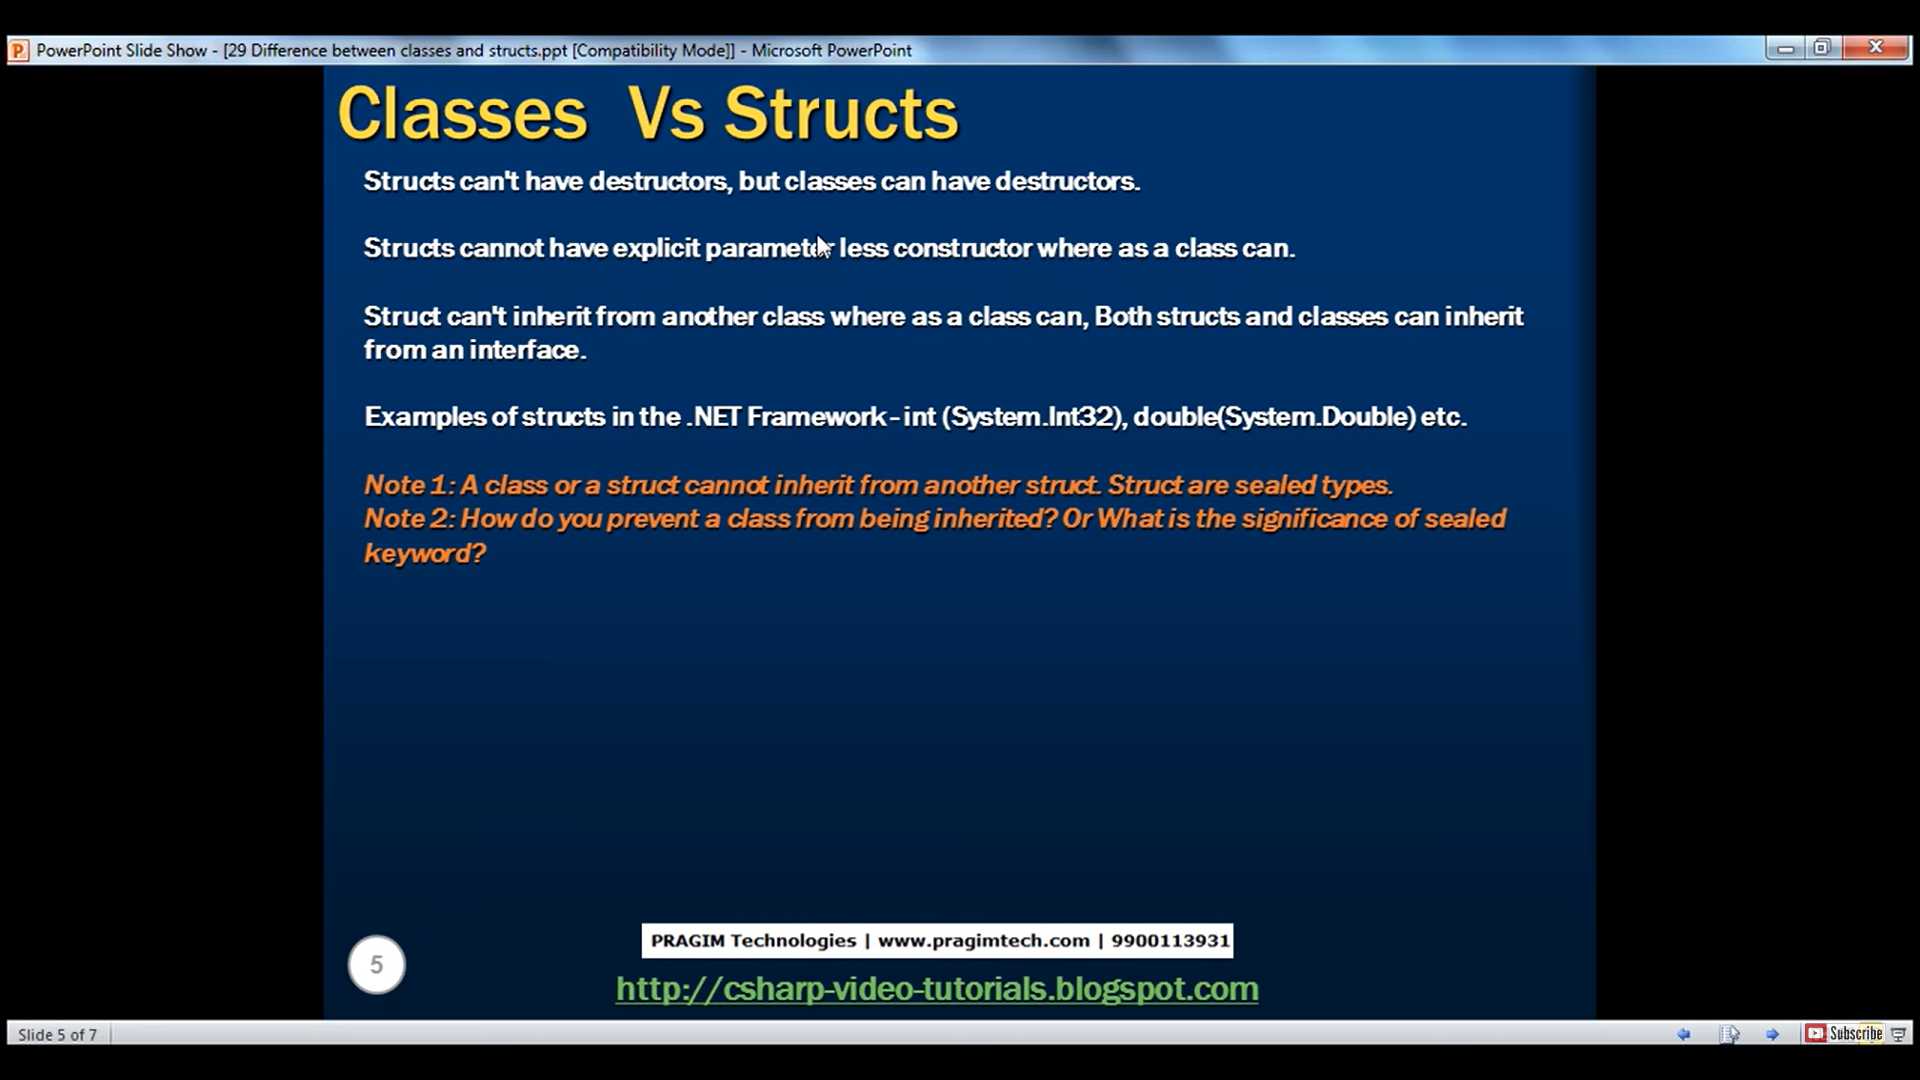 PowerPoint Slide Show - [29 Difference between classes and structs.ppt [Compatibility Mode]] - Microsoft PowerPoint
Classes Vs Structs
Structs can't have destructors, but classes can have destructors.
Structs cannot have explicit parameter less constructor where as a class can.
Struct can't inherit from another class where as a class can, Both structs and classes can inherit
from an interface.
Examples of structs in the .NET Framework - int (System.Int32), double(System.Double) etc.
Note 1: A class or a struct cannot inherit from another struct. Struct are sealed types.
Note 2: How do you prevent a class from being inherited? Or What is the significance of sealed
keyword?
PRAGIM Technologies | www.pragimtech.com | 9900113931
5
http://csharp-video-tutorials.blogspot.com
Slide 5 of 7
Subscribe